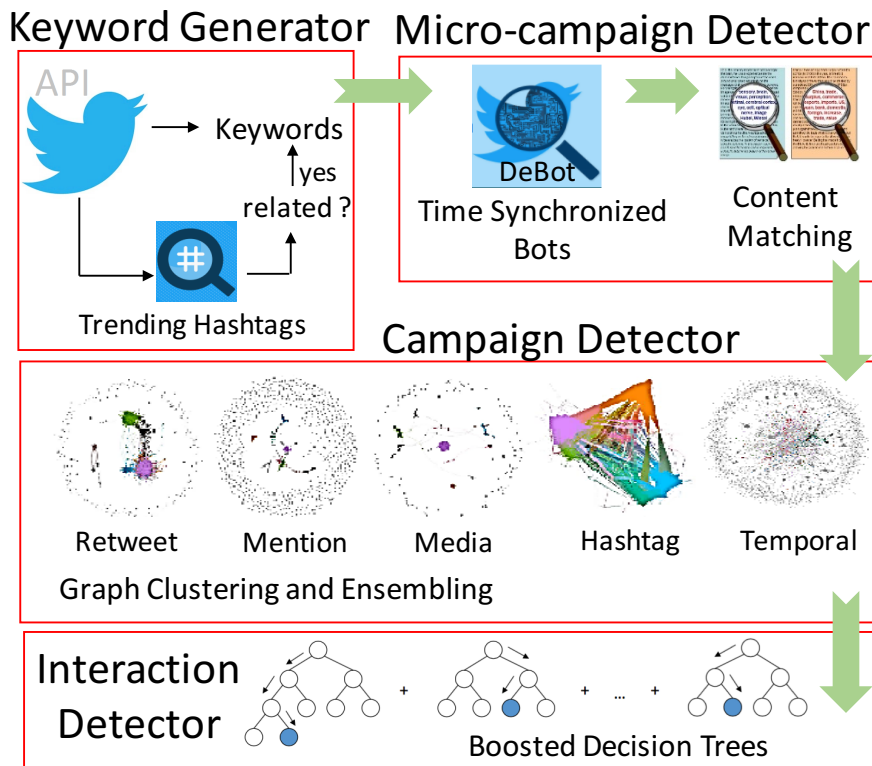 Keyword Generator
API
Keywords
yes
related ?
#
Trending Hashtags
Micro-campaign Detector
DeBot
Time Synchronized
Bots
Content
Matching
Campaign Detector
Retweet
Mention
Media
Hashtag
Temporal
Graph Clustering and Ensembling
Interaction
Detector
+
+ ... +
Boosted Decision Trees